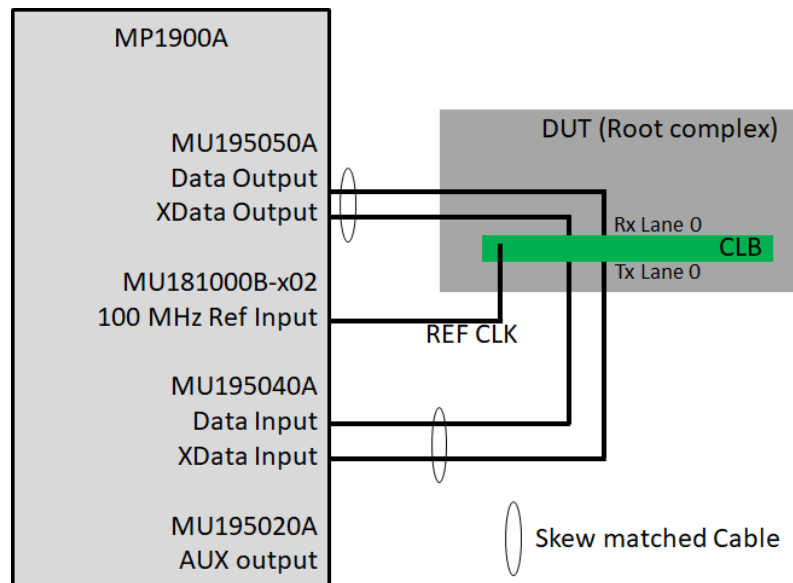 MP1900A
MU195050A
Data Output
XData Output
MU181000B-x02
100 MHz Ref Input
MU195040A
Data Input
XData Input
MU195020A
AUX output
DUT (Root complex)
Rx Lane 0
CLB
Tx Lane 0
REF CLK
Skew matched Cable